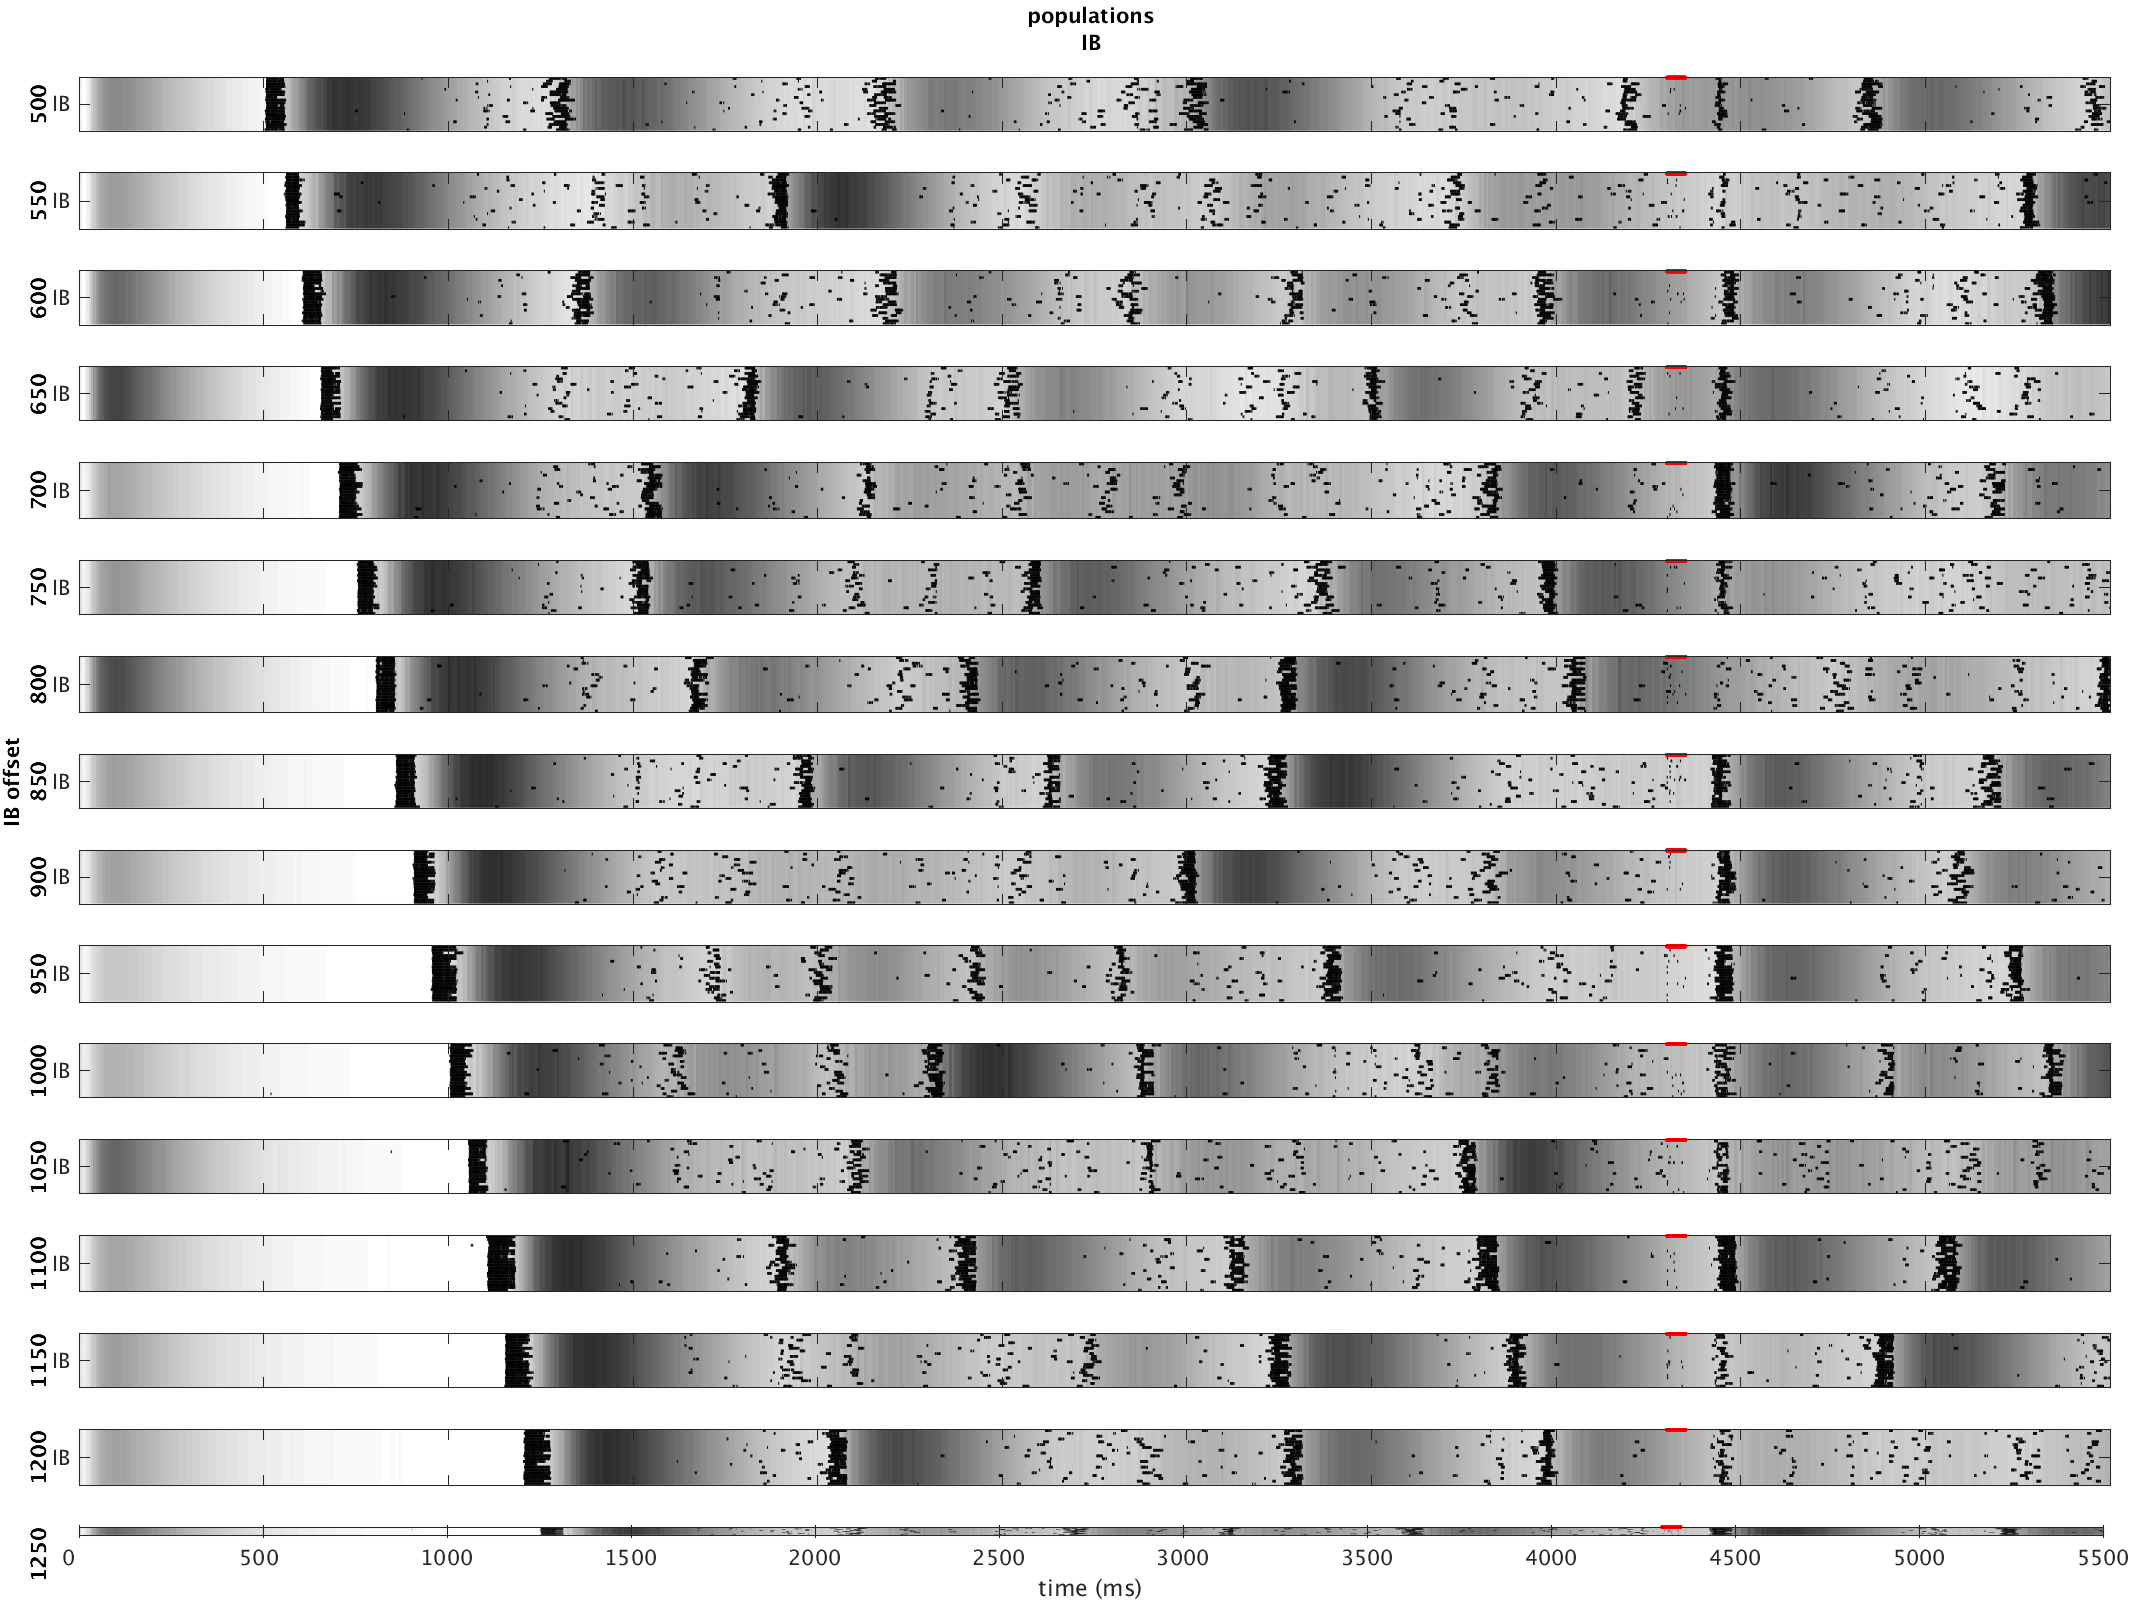 populations
IB
IB offset
500 IB
550 IB
600 IB
650 IB
700 IB
750 IB
800 IB
850 IB
900 IB
950 IB
1000 IB
1050 IB
1100 IB
1150 IB
1200 IB
1250
0 500 1000 1500 2000 2500 3000 3500 4000 4500 5000 5500
time (ms)